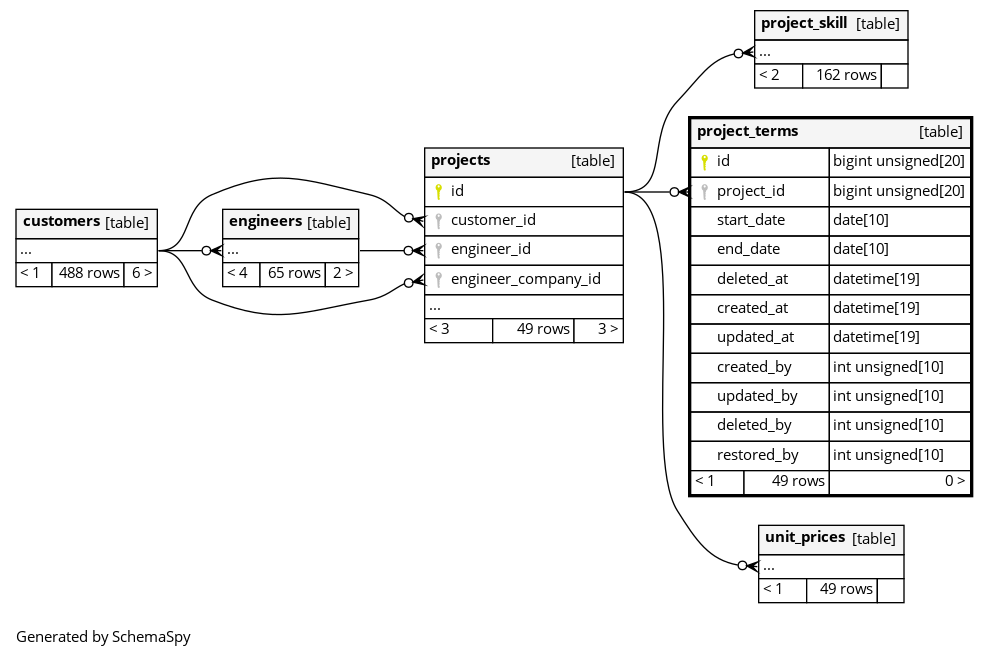 project_skill [table]
...
< 2 162 rows
project_terms [table]
id bigint unsigned[20]
project_id bigint unsigned[20]
start_date date[10]
end_date date[10]
deleted_at datetime[19]
created_at datetime[19]
updated_at datetime[19]
created_by int unsigned[10]
updated_by int unsigned[10]
deleted_by int unsigned[10]
restored_by int unsigned[10]
< 1 49 rows 0 >
projects [table]
id
customer_id
engineer_id
engineer_company_id
...
< 3 49 rows 3 >
customers [table]
...
< 1 488 rows 6 >
engineers [table]
...
< 4 65 rows 2 >
unit_prices [table]
...
< 1 49 rows
Generated by SchemaSpy